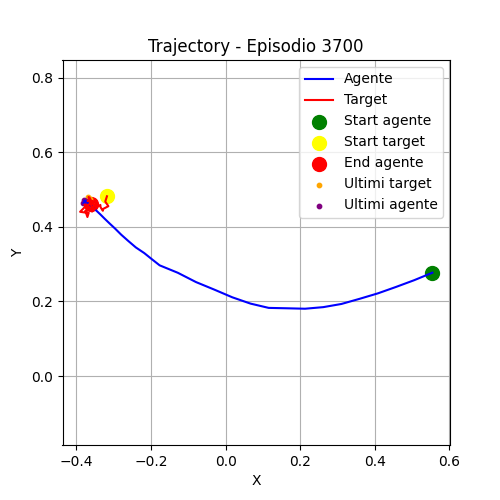 Trajectory - Episodio 3700
Agente
Target
Start agente
Start target
End agente
Ultimi target
Ultimi agente
0.8
0.6
0.4
0.2
0.0
Y
−0.4 −0.2 0.0 0.2 0.4 0.6
X